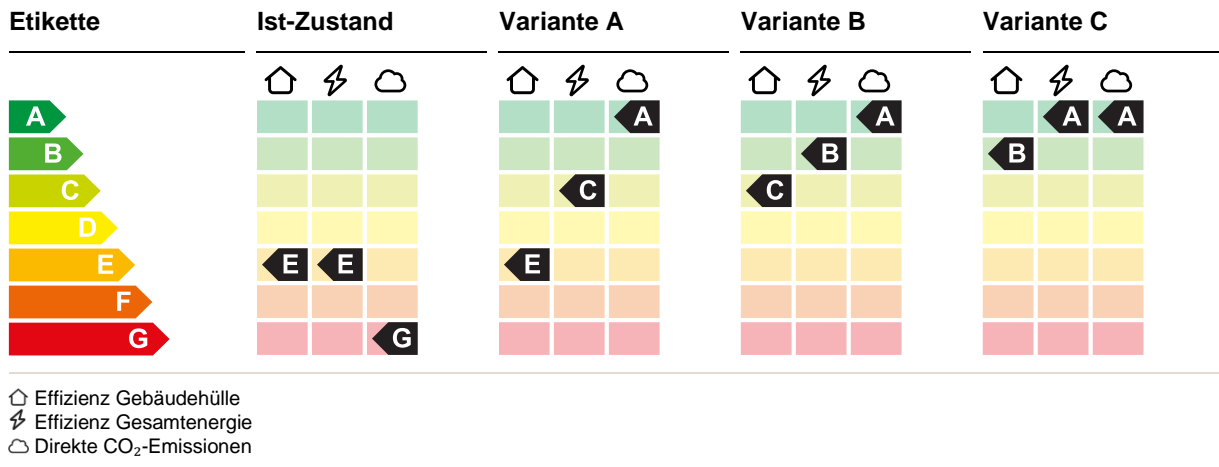 Etikette Ist-Zustand Variante A Variante B Variante C
A A A A A
B B B
C C C
D
E E E E
F
G G
Effizienz Gebäudehülle
Effizienz Gesamtenergie
Direkte CO₂-Emissionen